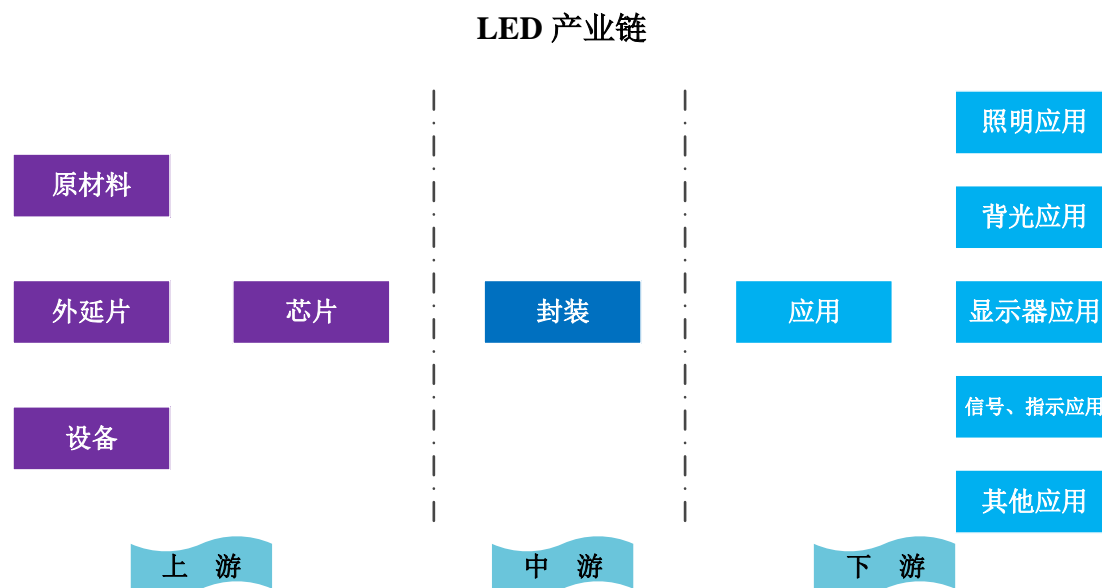 LED 产业链
原材料
外延片
设备
芯片
封装
应用
照明应用
背光应用
显示器应用
信号、指示应用
其他应用
上 游
中 游
下 游